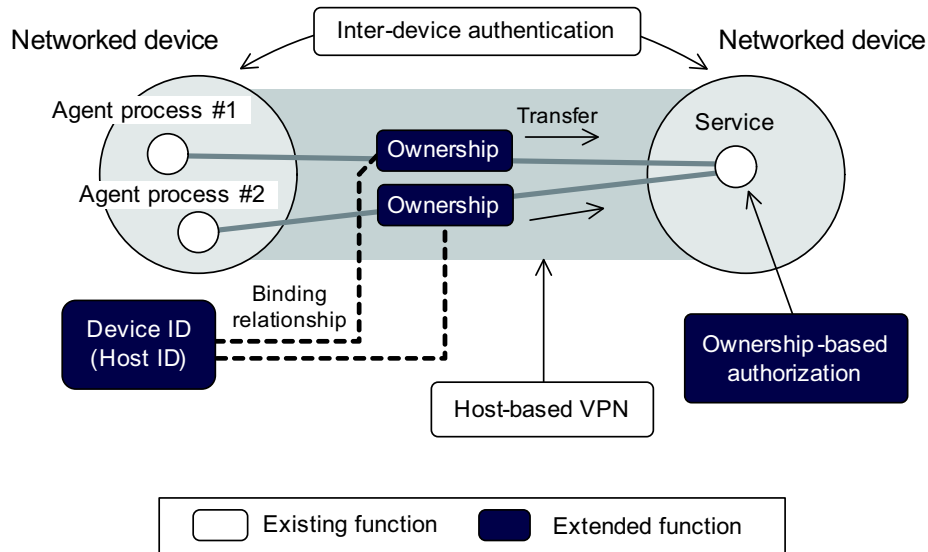 Inter-device authentication
Networked device
Networked device
Agent process #1
Transfer
Service
Ownership
Agent process #2
Ownership
Binding
relationship
Device ID
(Host ID)
Ownership-based
authorization
Host-based VPN
Existing function
Extended function